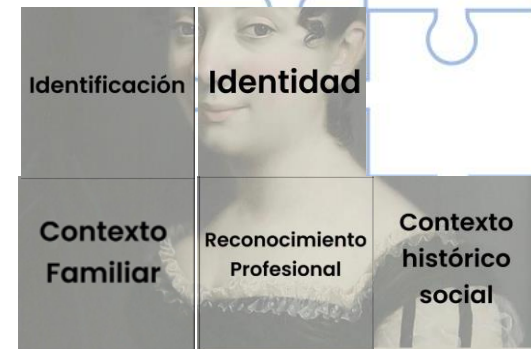 Identificación
Identidad
Contexto
Familiar
Reconocimiento
Profesional
Contexto
histórico
social